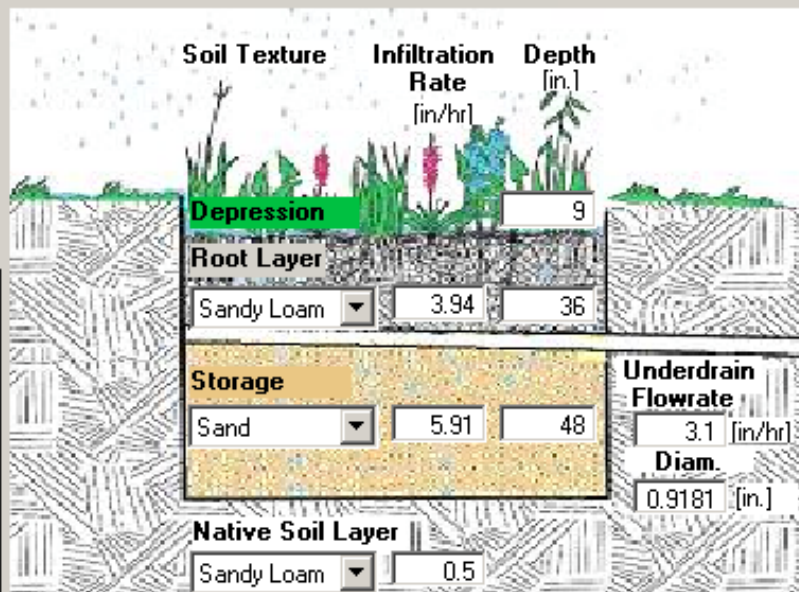 Soil Texture Infiltration Depth
Rate [in.]
[in/hr]
Depression 9
Root Layer
Sandy Loam 3.94 36
Storage
Sand 5.91 48
Underdrain
Flowrate
3.1 [in/hr]
Diam.
0.9181 [in.]
Native Soil Layer
Sandy Loam 0.5